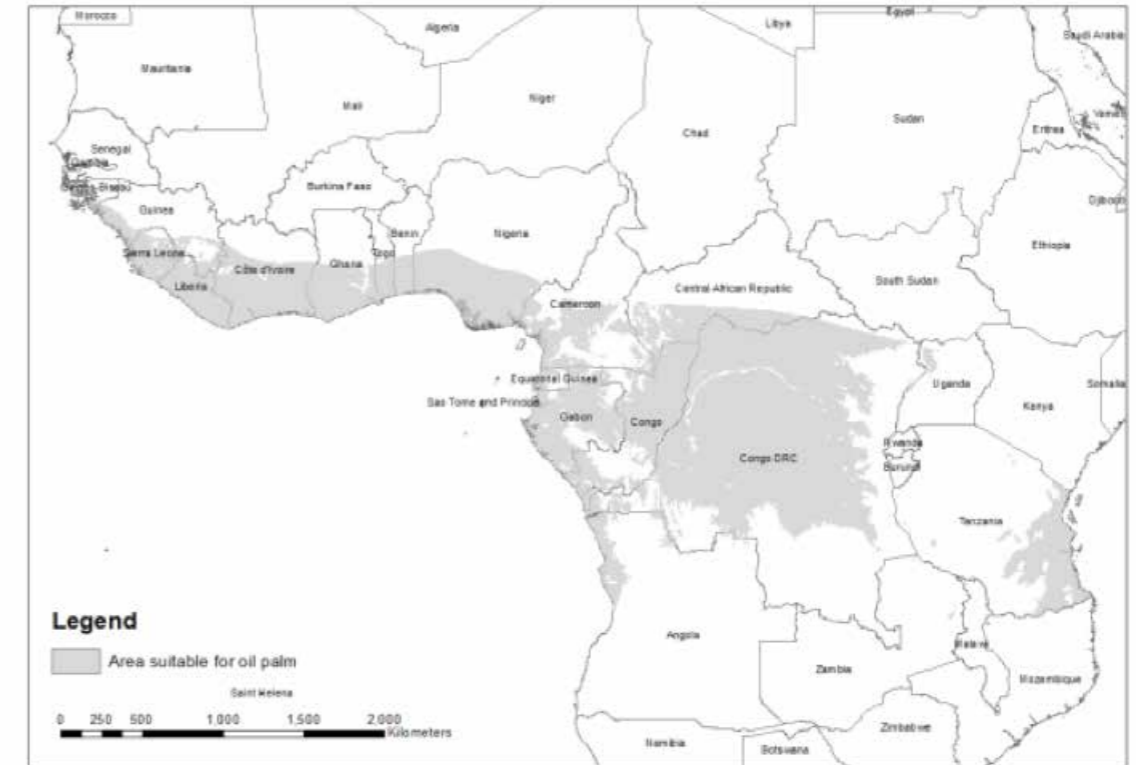 Morocco
Algeria
Libya
Egypt
Saudi Arabia
Mauritania
Mali
Niger
Chad
Sudan
Eritrea
Yemen
Senegal
Gambia
Guinea-Bissau
Guinea
Burkina Faso
Benin
Togo
Nigeria
Djibouti
Ethiopia
Sierra Leone
Côte d'Ivoire
Ghana
Liberia
Cameroon
Central African Republic
South Sudan
Equatorial Guinea
Uganda
Somalia
Sao Tome and Principe
Gabon
Congo
Kenya
Rwanda
Congo DRC
Burundi
Tanzania
Legend
Area suitable for oil palm
Angola
Malawi
Zambia
Mozambique
Saint Helena
0 250 500 1,000 1,500 2,000
Kilometers
Zimbabwe
Namibia
Botswana